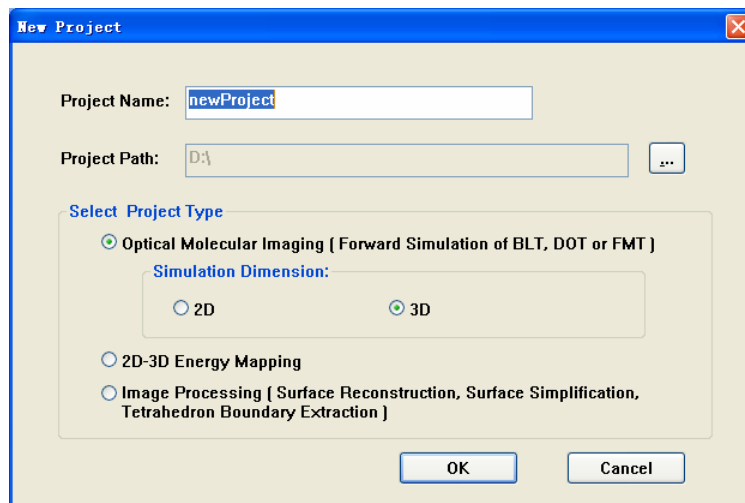 New Project
Project Name: newProject
Project Path: D:\ ...
Select Project Type
Optical Molecular Imaging ( Forward Simulation of BLT, DOT or FMT )
Simulation Dimension:
2D 3D
2D-3D Energy Mapping
Image Processing ( Surface Reconstruction, Surface Simplification,
Tetrahedron Boundary Extraction )
OK Cancel